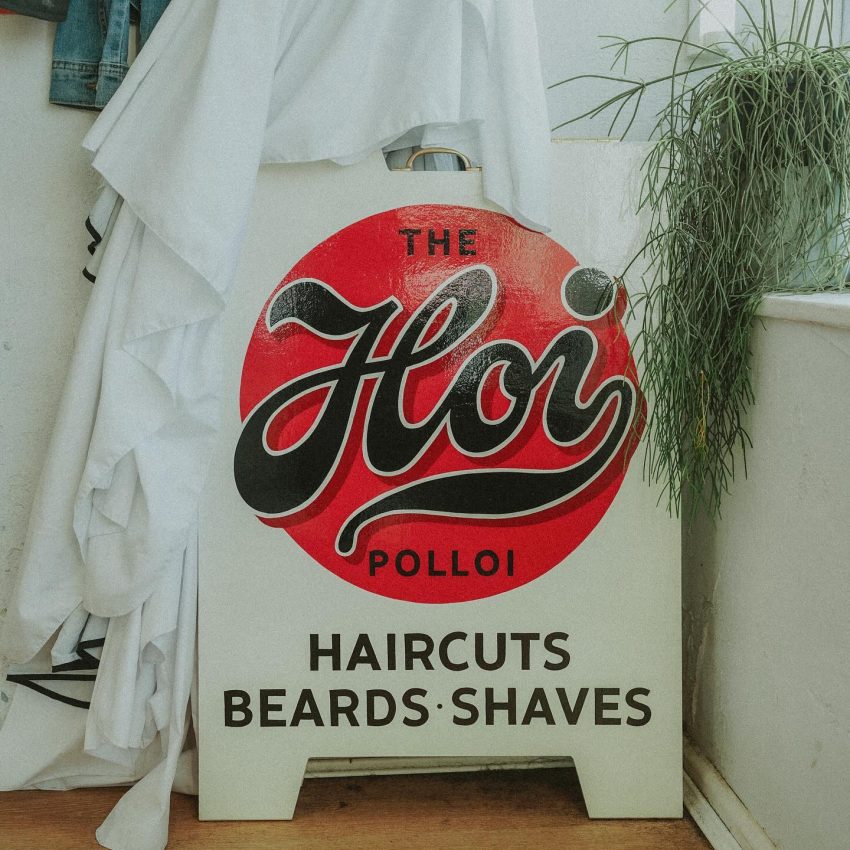 THE
Hoi
POLLOI
HAIRCUTS
BEARDS·SHAVES